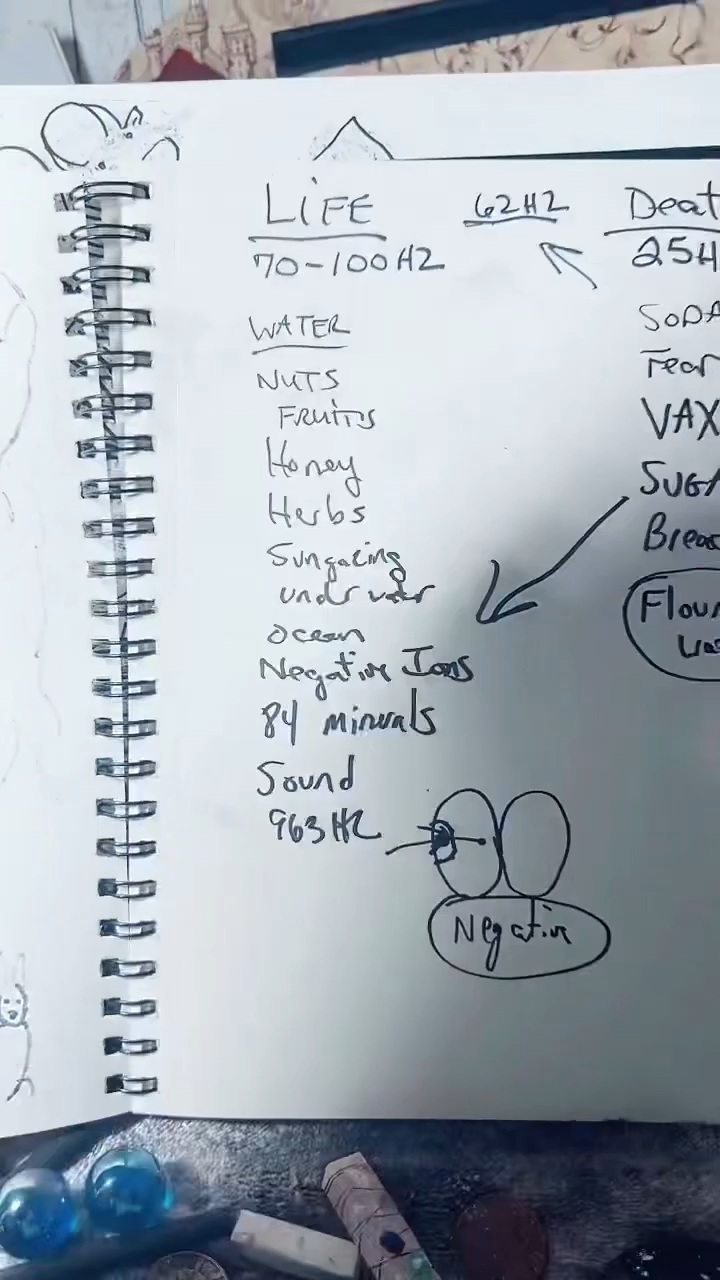 LIFE
70-100HZ
WATER
NUTS
FRUITS
Honey
Herbs
Sungazing
under water
ocean
Negative Ions
84 minerals
Sound
963HZ
62HZ
Deat
25H
SODA
Fear
VAX
SUGA
Breas
Flour
Negative